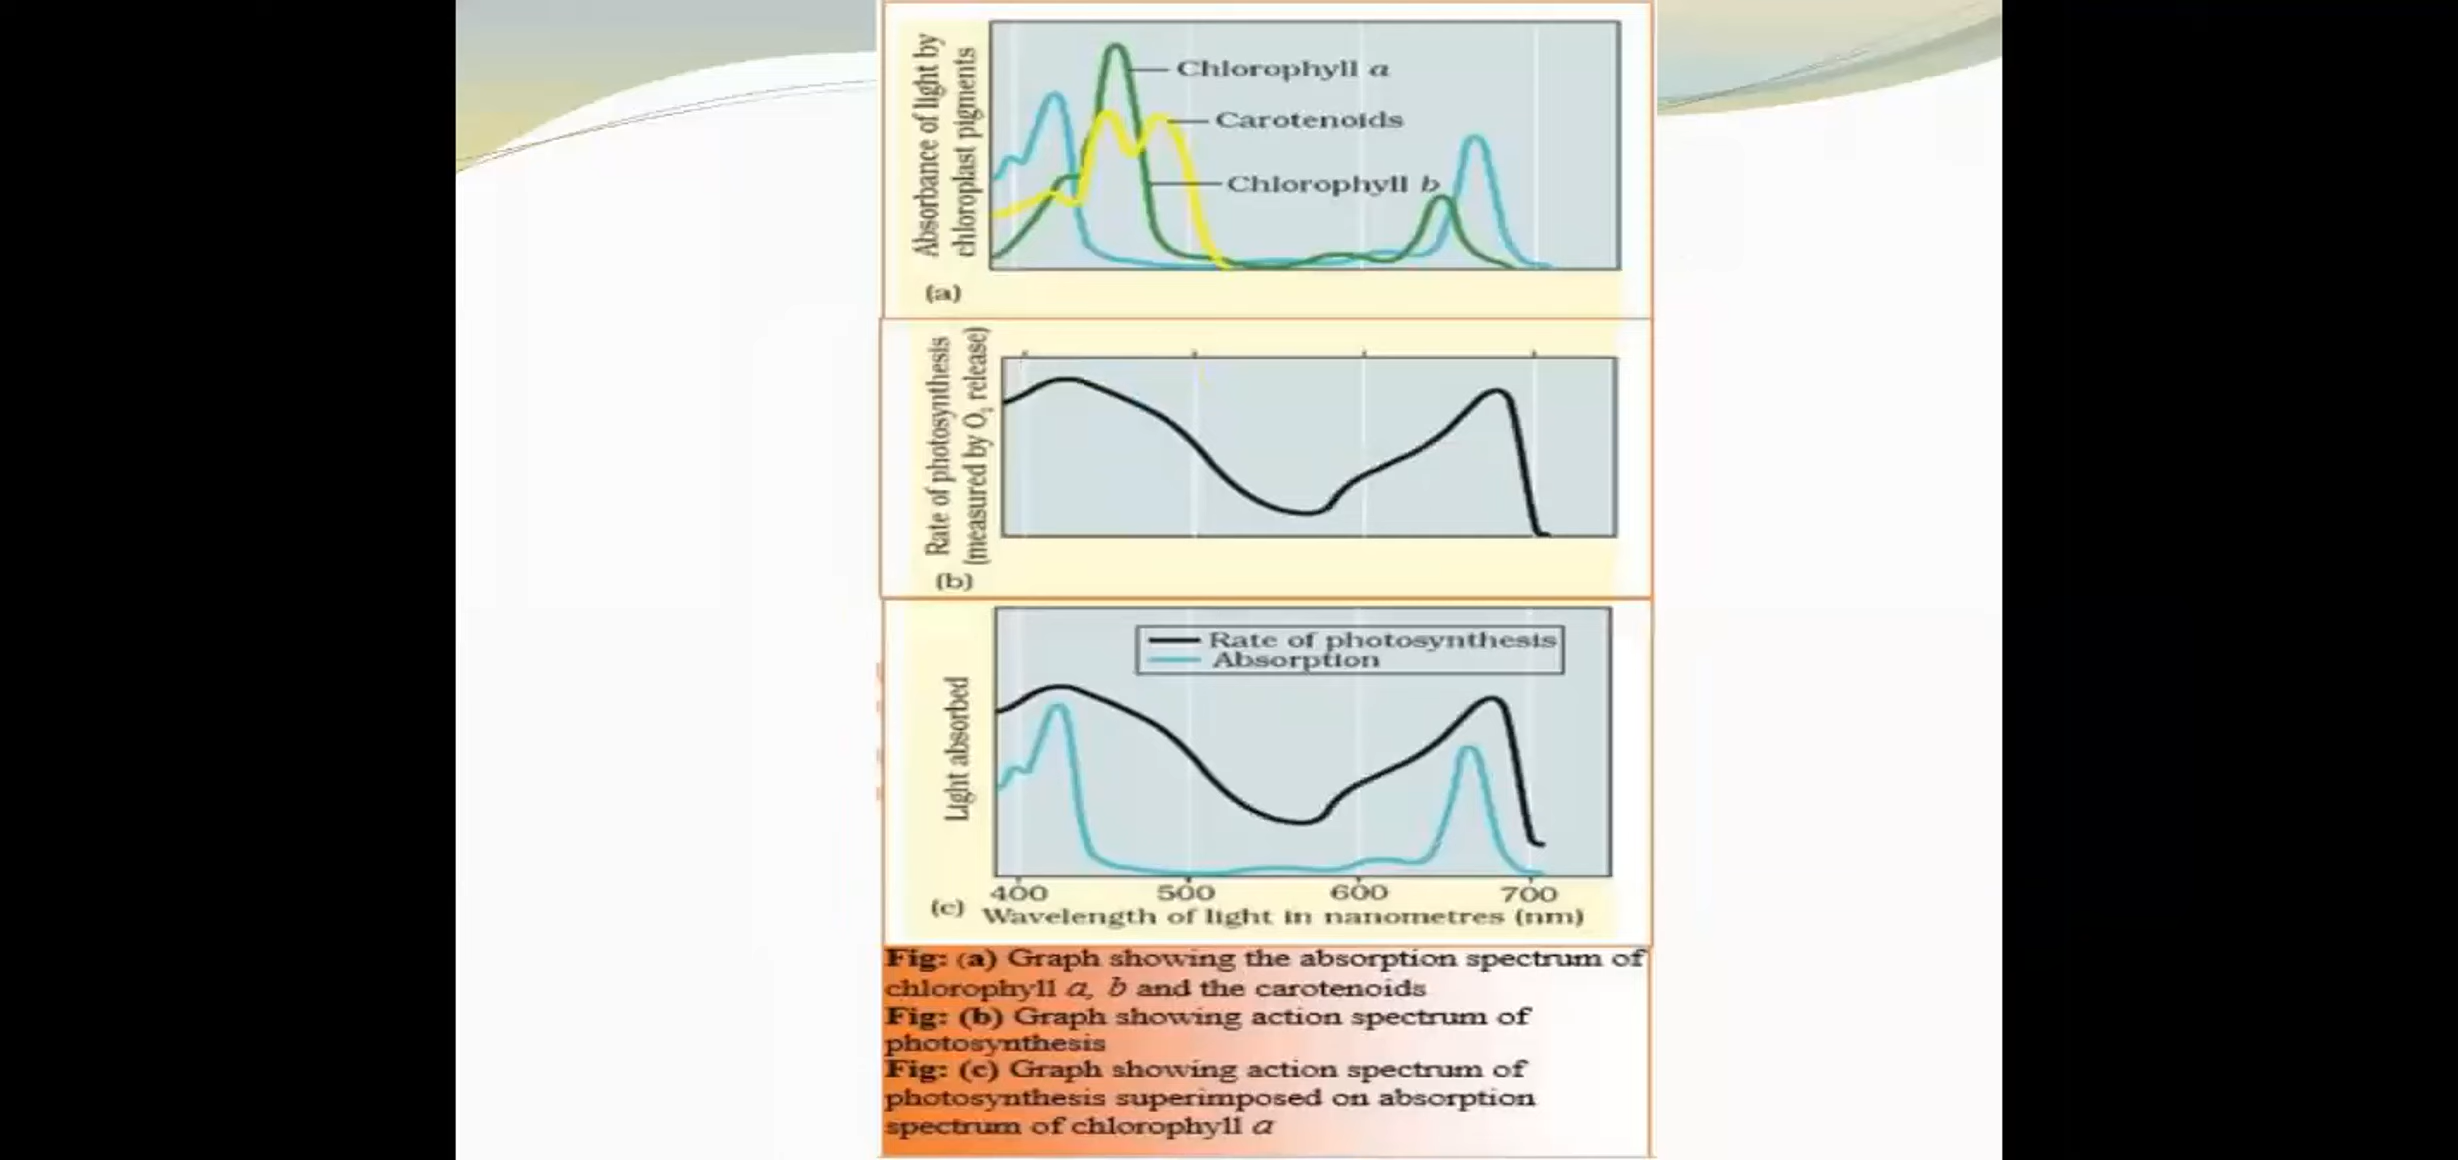 Absorbance of light by
chloroplast pigments
Chlorophyll a
Carotenoids
Chlorophyll b
(a)
Rate of photosynthesis
(measured by O2 release)
(b)
Rate of photosynthesis
Absorption
Light absorbed
400 500 600 700
(c) Wavelength of light in nanometres (nm)
Fig: (a) Graph showing the absorption spectrum of
chlorophyll a, b and the carotenoids
Fig: (b) Graph showing action spectrum of
photosynthesis
Fig: (c) Graph showing action spectrum of
photosynthesis superimposed on absorption
spectrum of chlorophyll a